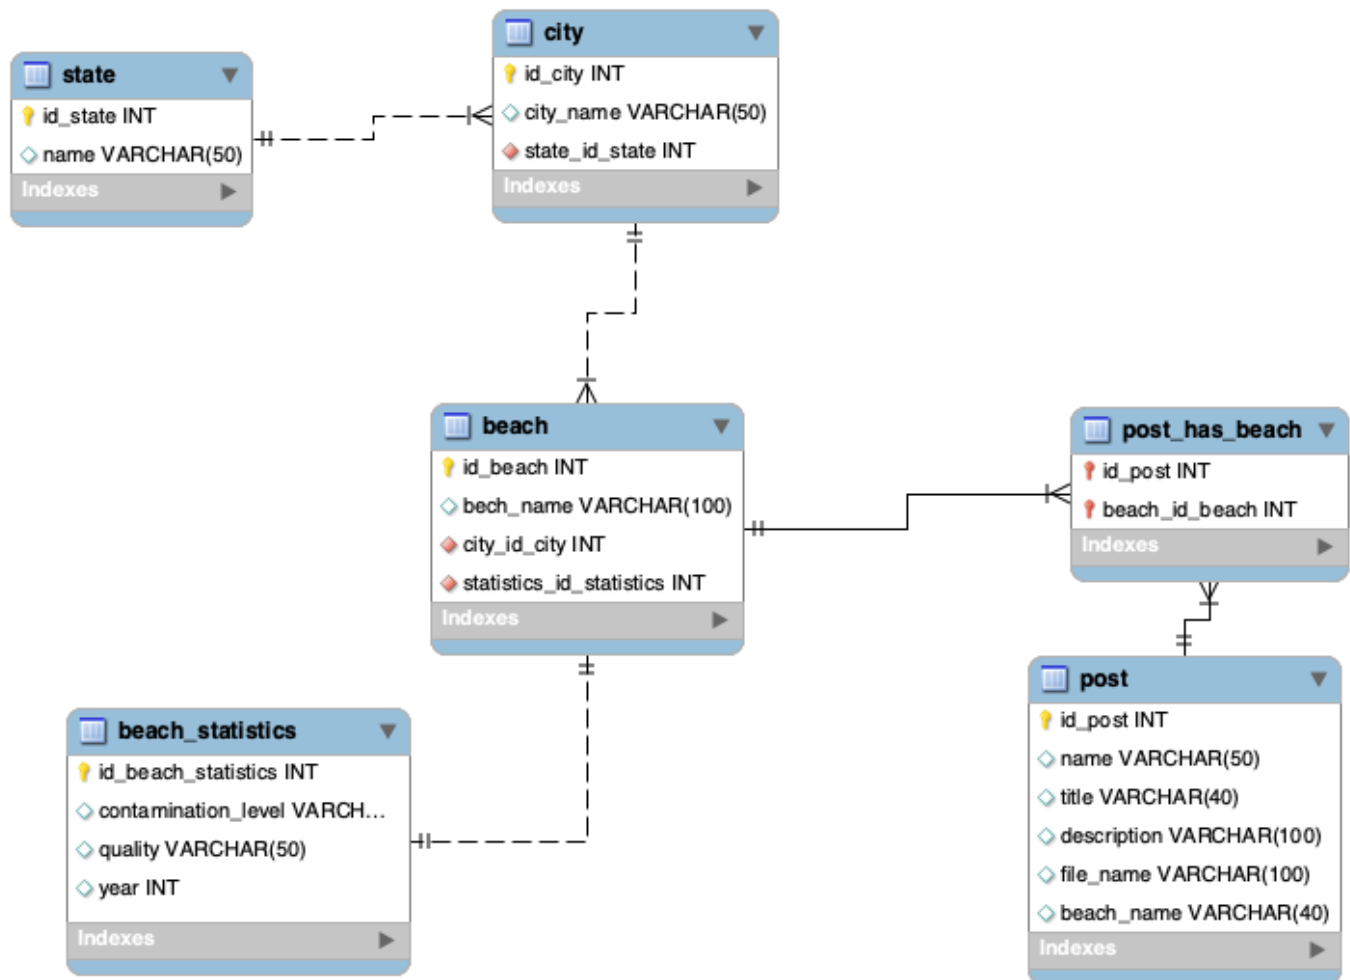 state
id_state INT
name VARCHAR(50)
Indexes
city
id_city INT
city_name VARCHAR(50)
state_id_state INT
Indexes
beach
id_beach INT
bech_name VARCHAR(100)
city_id_city INT
statistics_id_statistics INT
Indexes
post_has_beach
id_post INT
beach_id_beach INT
Indexes
beach_statistics
id_beach_statistics INT
contamination_level VARCH...
quality VARCHAR(50)
year INT
Indexes
post
id_post INT
name VARCHAR(50)
title VARCHAR(40)
description VARCHAR(100)
file_name VARCHAR(100)
beach_name VARCHAR(40)
Indexes